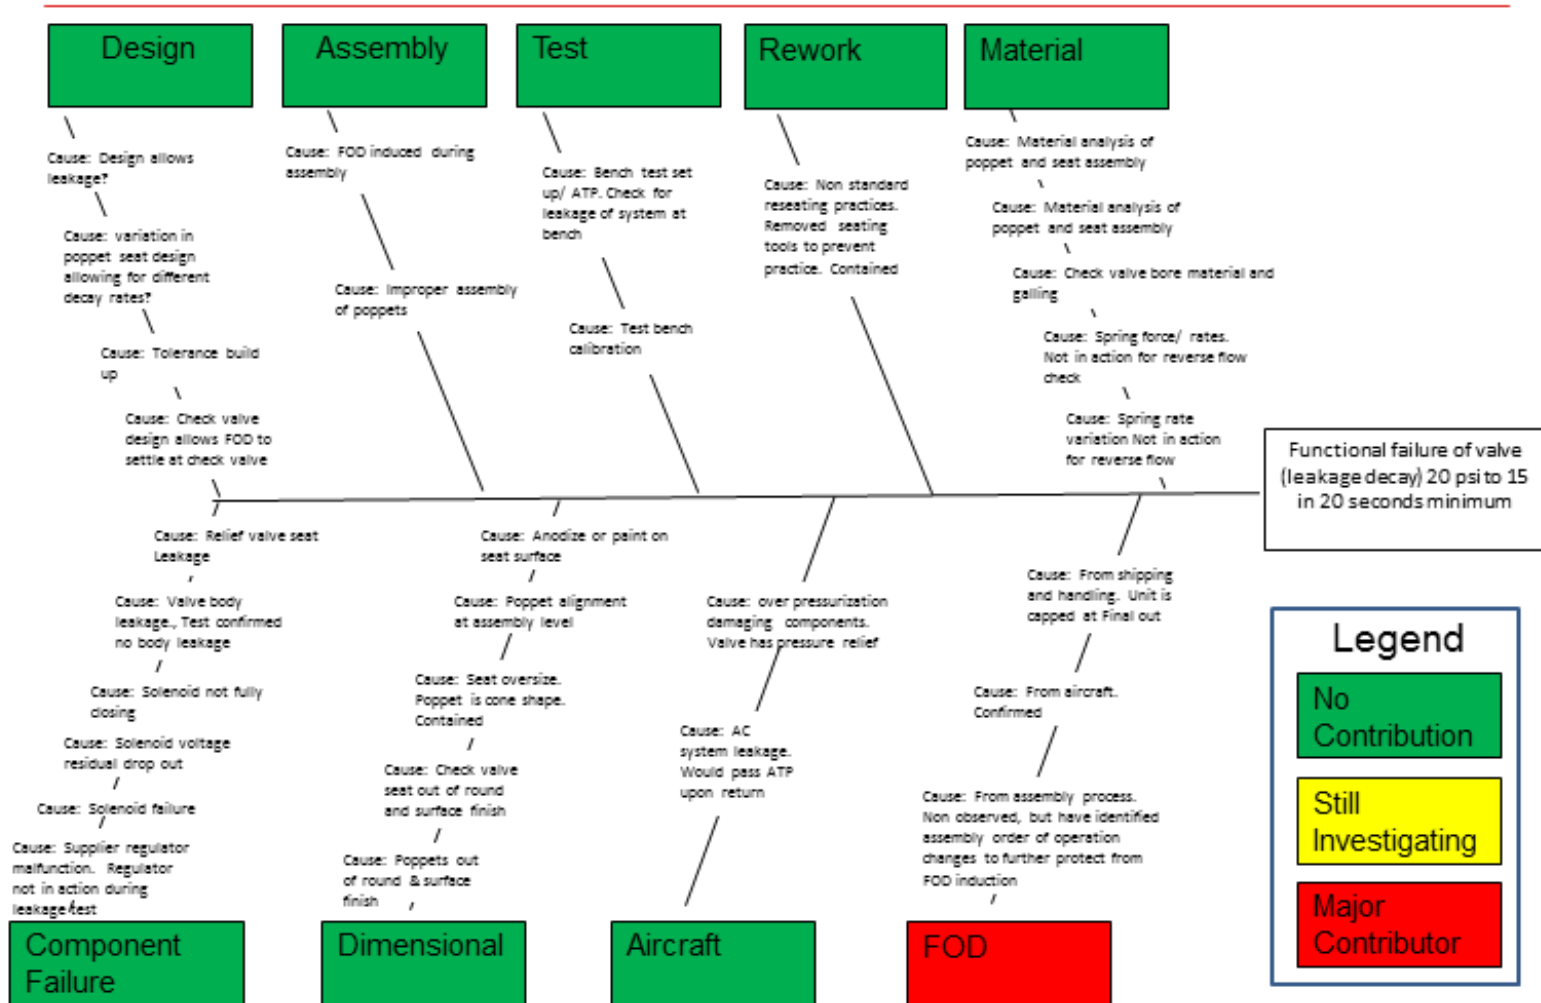 Design
Assembly
Test
Rework
Material
Cause: Design allows
leakage?
Cause: variation in
poppet seat design
allowing for different
decay rates?
Cause: Tolerance build
up
Cause: Check valve
design allows FOD to
settle at check valve
Cause: FOD induced during
assembly
Cause: Improper assembly
of poppets
Cause: Bench test set
up/ ATP. Check for
leakage of system at
bench
Cause: Test bench
calibration
Cause: Non standard
reseating practices.
Removed seating
tools to prevent
practice. Contained
Cause: Material analysis of
poppet and seat assembly
Cause: Material analysis of
poppet and seat assembly
Cause: Check valve bore material and
galling
Cause: Spring force/ rates.
Not in action for reverse flow
check
Cause: Spring rate
variation Not in action
for reverse flow
Functional failure of valve
(leakage decay) 20 psi to 15
in 20 seconds minimum
Cause: Relief valve seat
Leakage
Cause: Valve body
leakage., Test confirmed
no body leakage
Cause: Solenoid not fully
closing
Cause: Solenoid voltage
residual drop out
Cause: Solenoid failure
Cause: Supplier regulator
malfunction. Regulator
not in action during
leakage test
Cause: Anodize or paint on
seat surface
Cause: Poppet alignment
at assembly level
Cause: Seat oversize.
Poppet is cone shape.
Contained
Cause: Check valve
seat out of round
and surface finish
Cause: Poppets out
of round & surface
finish
Cause: over pressurization
damaging components.
Valve has pressure relief
Cause: AC
system leakage.
Would pass ATP
upon return
Cause: From shipping
and handling. Unit is
capped at Final out
Cause: From aircraft.
Confirmed
Cause: From assembly process.
Non observed, but have identified
assembly order of operation
changes to further protect from
FOD induction
Component
Failure
Dimensional
Aircraft
FOD
Legend
No
Contribution
Still
Investigating
Major
Contributor